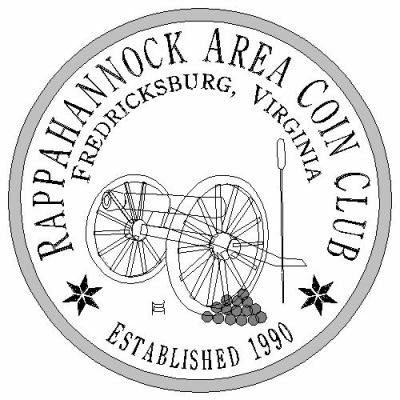 RAPPAHANNOCK AREA COIN CLUB
FREDRICKSBURG, VIRGINIA
ESTABLISHED 1990